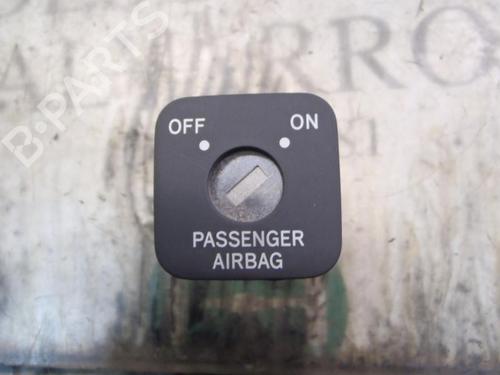 OFF ON
PASSENGER
AIRBAG
B-PARTS